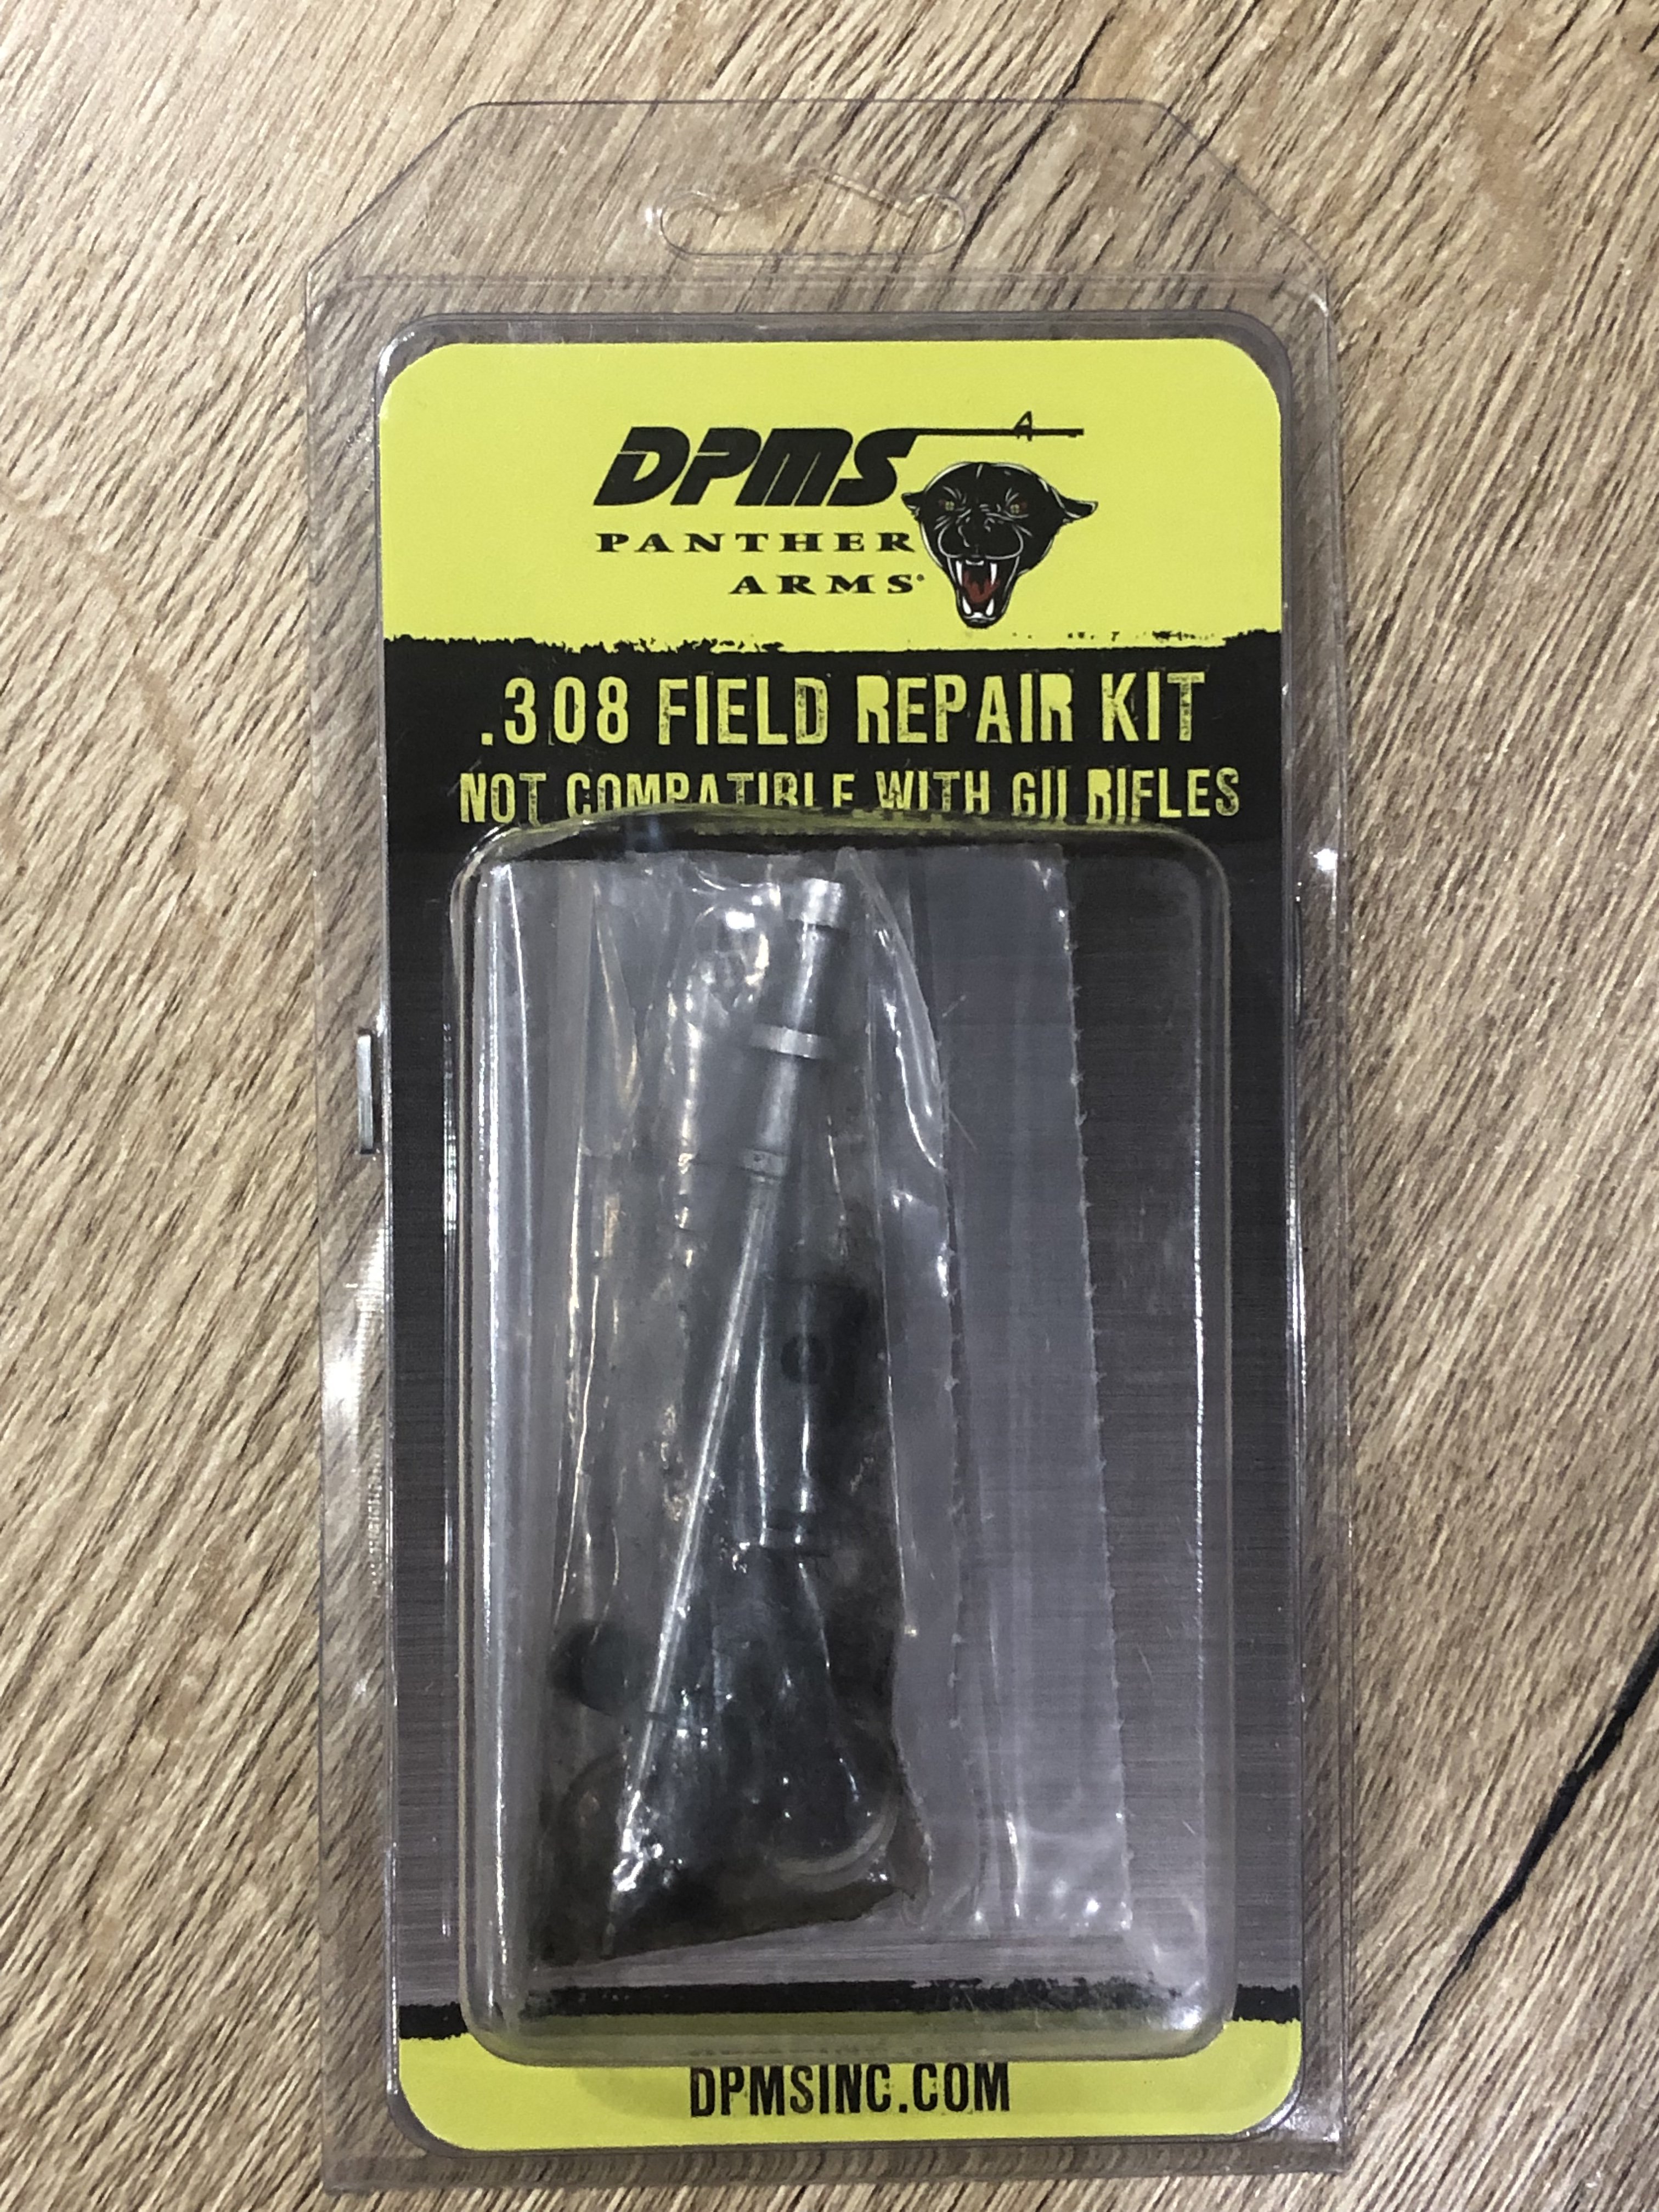 DPMS
PANTHER
ARMS®
.308 FIELD REPAIR KIT
NOT COMPATIBLE WITH GII RIFLES
DPMSINC.COM